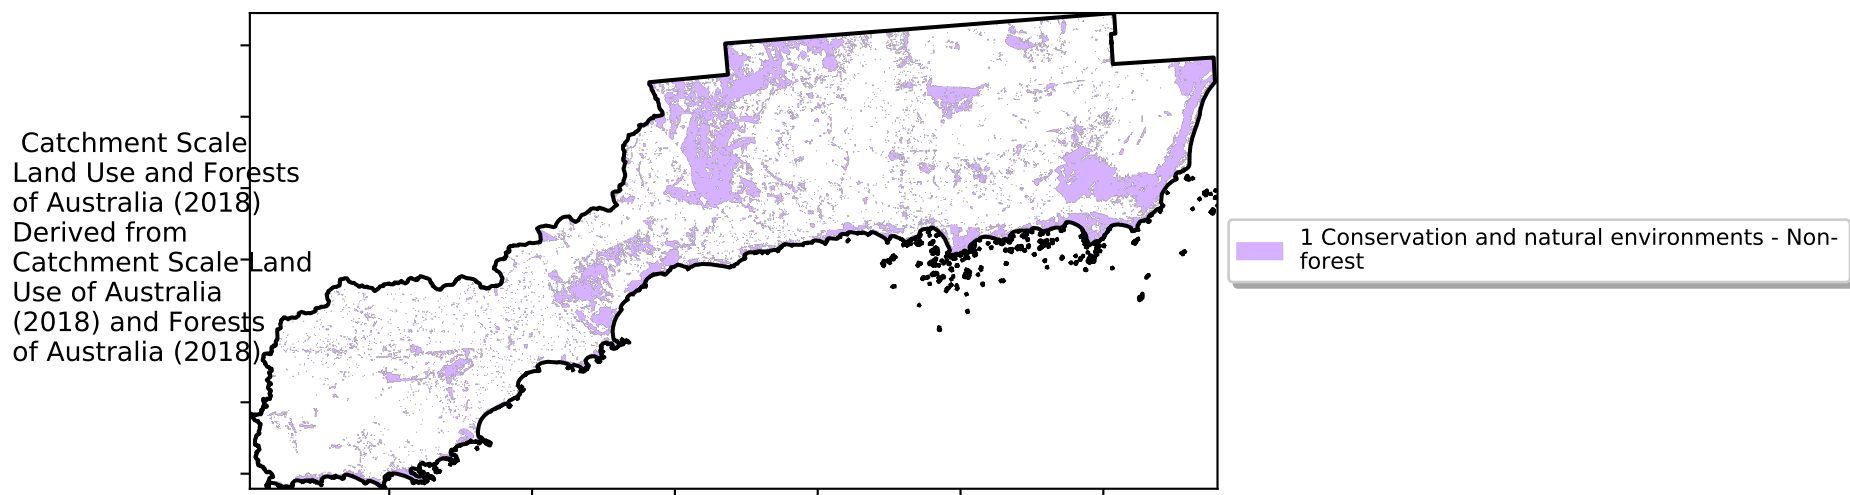 Catchment Scale
Land Use and Forests
of Australia (2018)
Derived from
Catchment Scale Land
Use of Australia
(2018) and Forests
of Australia (2018)
1 Conservation and natural environments - Non-
forest